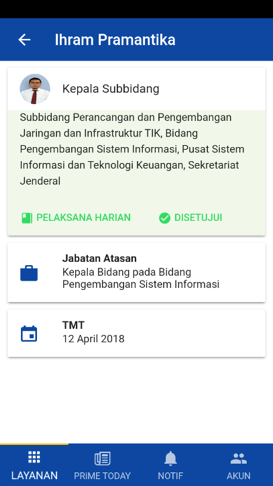 Ihram Pramantika
Kepala Subbidang
Subbidang Perancangan dan Pengembangan
Jaringan dan Infrastruktur TIK, Bidang
Pengembangan Sistem Informasi, Pusat Sistem
Informasi dan Teknologi Keuangan, Sekretariat
Jenderal
PELAKSANA HARIAN
DISETUJUI
Jabatan Atasan
Kepala Bidang pada Bidang
Pengembangan Sistem Informasi
TMT
12 April 2018
LAYANAN
PRiME TODAY
NOTIF
AKUN